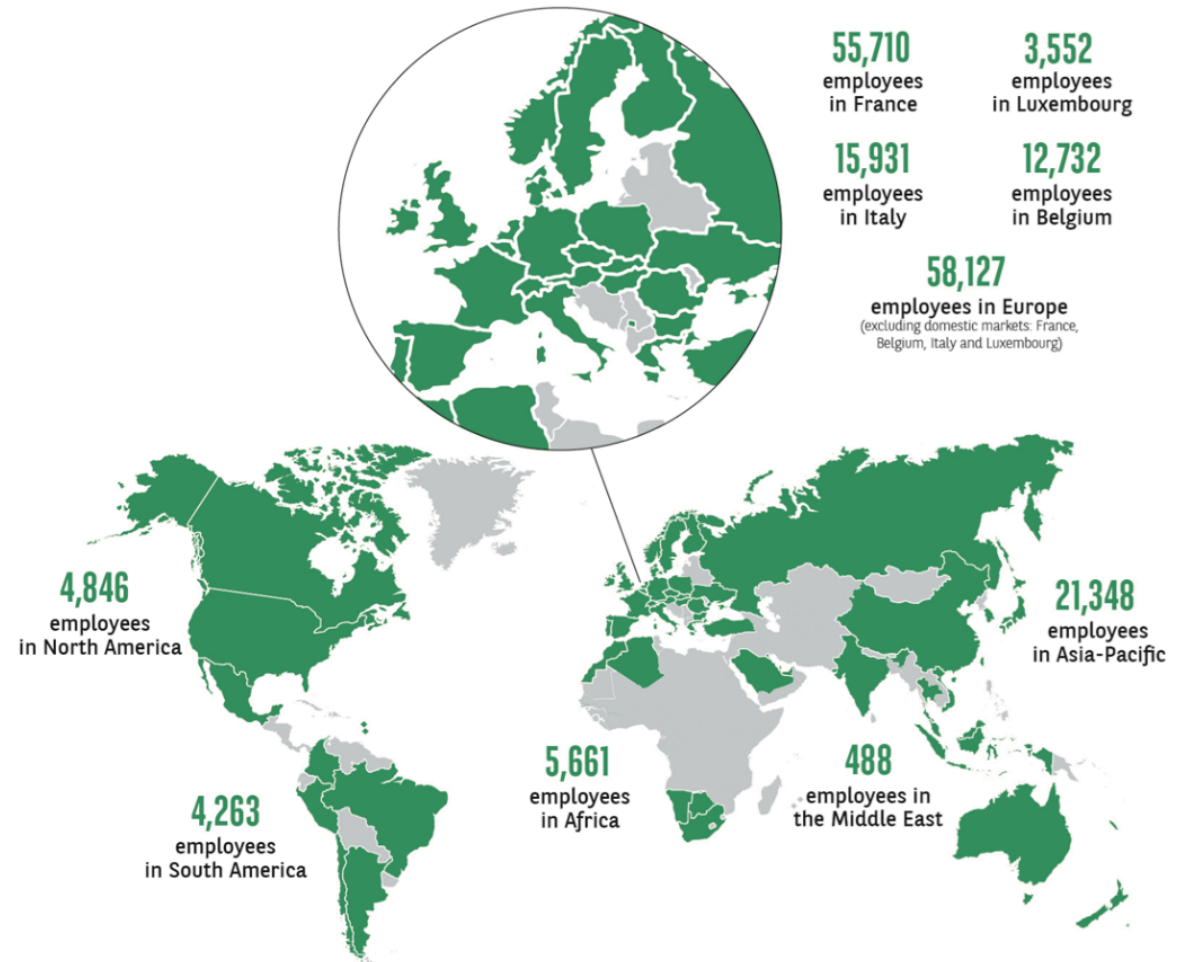 55,710
employees
in France
3,552
employees
in Luxembourg
15,931
employees
in Italy
12,732
employees
in Belgium
58,127
employees in Europe
(excluding domestic markets: France,
Belgium, Italy and Luxembourg)
4,846
employees
in North America
21,348
employees
in Asia-Pacific
5,661
employees
in Africa
488
employees in
the Middle East
4,263
employees
in South America